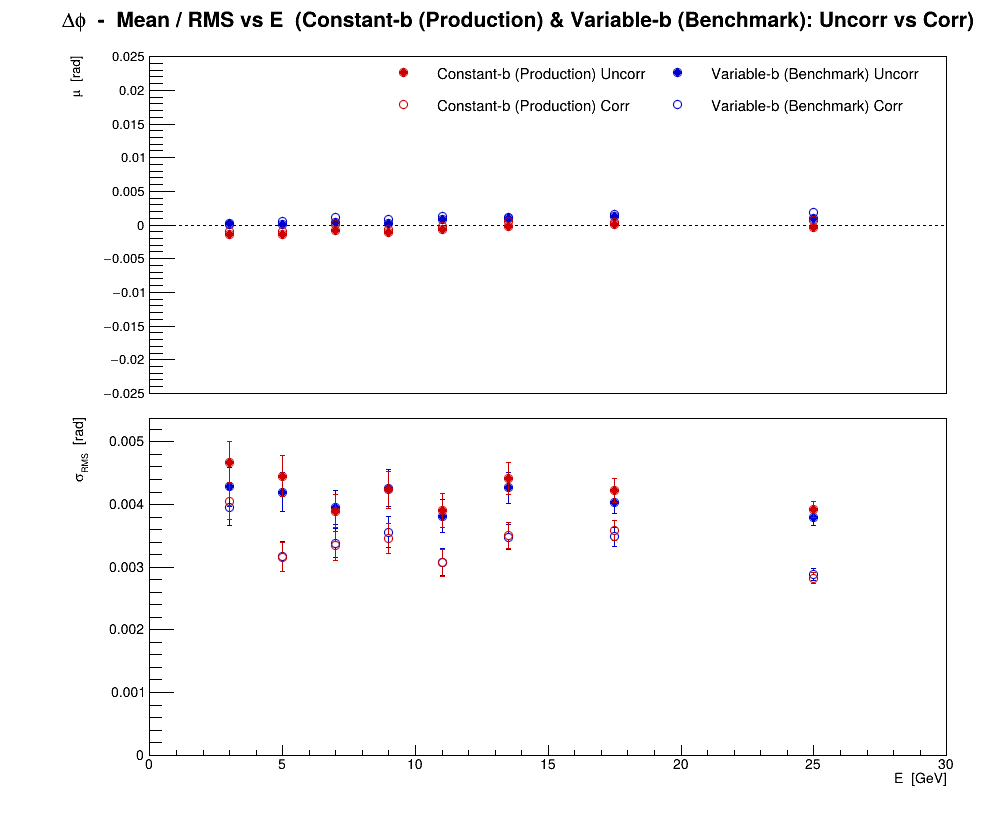 Δϕ - Mean / RMS vs E (Constant-b (Production) & Variable-b (Benchmark): Uncorr vs Corr)
μ [rad]
0.025
0.02
0.015
0.01
0.005
0
−0.005
−0.01
−0.015
−0.02
−0.025
Constant-b (Production) Uncorr
Variable-b (Benchmark) Uncorr
Constant-b (Production) Corr
Variable-b (Benchmark) Corr
σRMS [rad]
0.005
0.004
0.003
0.002
0.001
0
0 5 10 15 20 25 30
E [GeV]